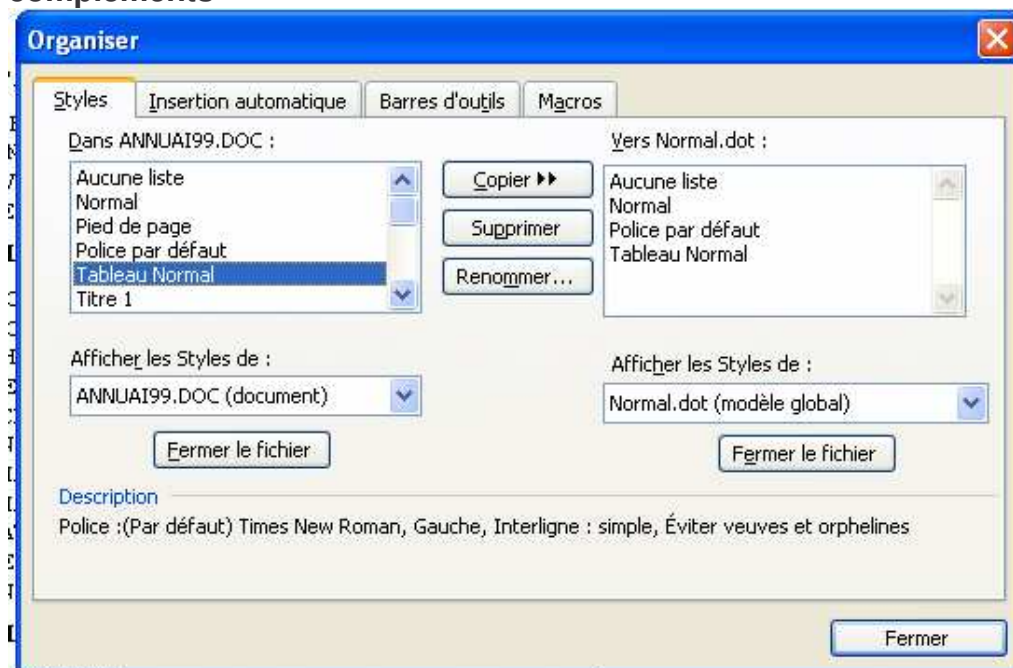 Organiser
Styles
Insertion automatique
Barres d'outils
Macros
Dans ANNUAI99.DOC :
Aucune liste
Normal
Pied de page
Police par défaut
Tableau Normal
Titre 1
Copier
Supprimer
Renommer...
Vers Normal.dot :
Aucune liste
Normal
Police par défaut
Tableau Normal
Afficher les Styles de :
ANNUAI99.DOC (document)
Fermer le fichier
Afficher les Styles de :
Normal.dot (modèle global)
Fermer le fichier
Description
Police :(Par défaut) Times New Roman, Gauche, Interligne : simple, Éviter veuves et orphelines
Fermer